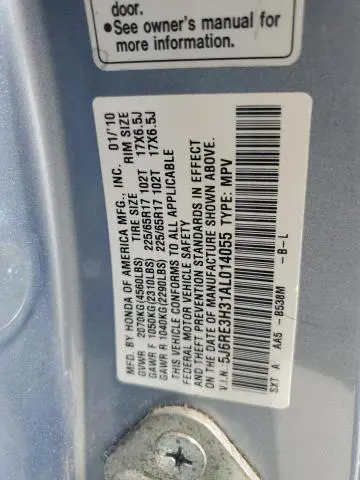 door.
•See owner's manual for
more information.
MFD. BY HONDA OF AMERICA MFG., INC. 01/'10
GVWR 2070KG(4560LBS) TIRE SIZE RIM SIZE
GAWR F 1050KG(2310LBS) 225/65R17 102T 17X6.5J
GAWR R 1040KG(2290LBS) 225/65R17 102T 17X6.5J
THIS VEHICLE CONFORMS TO ALL APPLICABLE
FEDERAL MOTOR VEHICLE SAFETY
AND THEFT PREVENTION STANDARDS IN EFFECT
ON THE DATE OF MANUFACTURE SHOWN ABOVE.
V.I.N. 5J6RE3H31AL014055 TYPE: MPV
SXT A AA5 -B538M -B-L